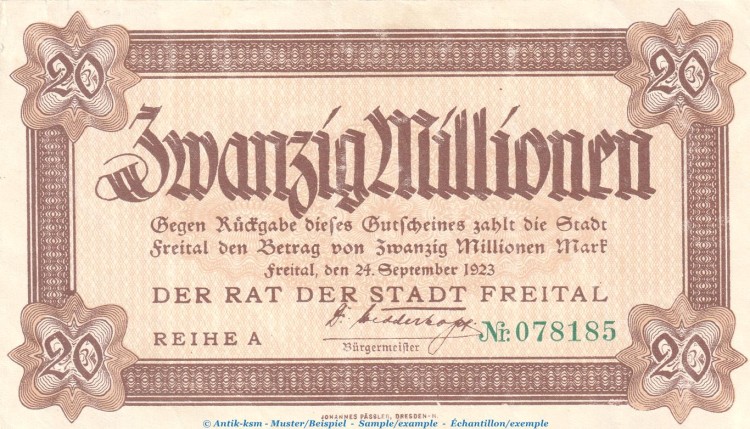 20 20
Zwanzig Millionen
Gegen Rückgabe dieses Gutscheines zahlt die Stadt
Freital den Betrag von Zwanzig Millionen Mark
Freital, den 24. September 1923
DER RAT DER STADT FREITAL
REIHE A Nr. 078185
Bürgermeister
20 20
JOHANNES PÄSSLER, DRESDEN-N.
© Antik-ksm - Muster/Beispiel - Sample/example - Échantillon/exemple